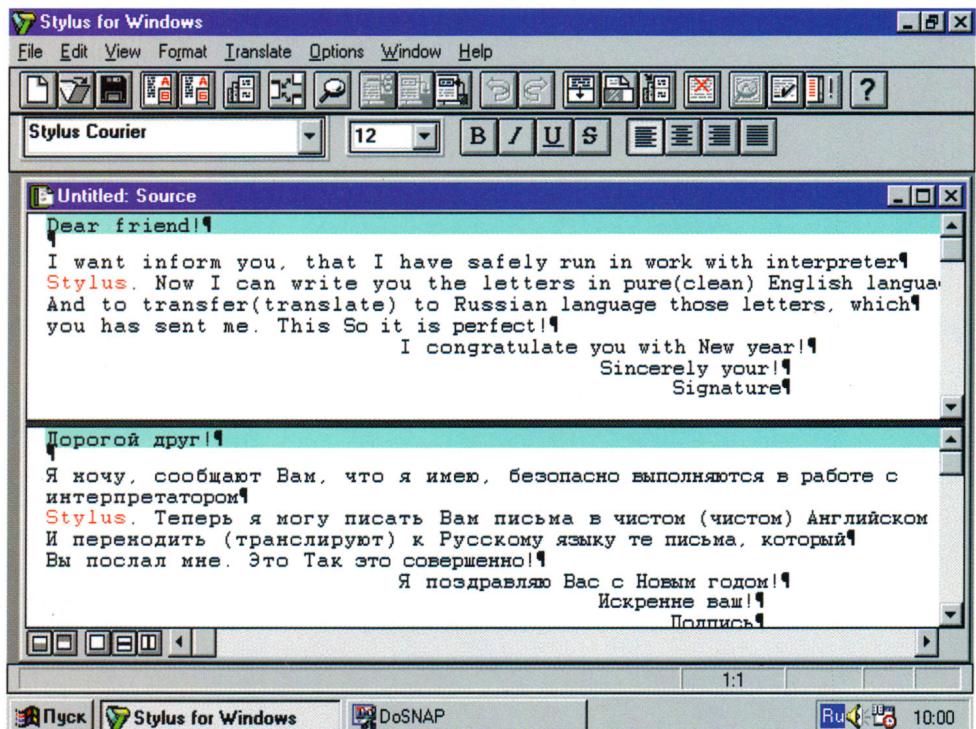 Stylus for Windows
File Edit View Format Translate Options Window Help
Stylus Courier 12 B I U S
Untitled: Source
Dear friend!¶
¶
I want inform you, that I have safely run in work with interpreter¶
Stylus. Now I can write you the letters in pure(clean) English langua
And to transfer(translate) to Russian language those letters, which¶
you has sent me. This So it is perfect!¶
I congratulate you with New year!¶
Sincerely your!¶
Signature¶
Дорогой друг!¶
¶
Я хочу, сообщают Вам, что я имею, безопасно выполняются в работе с
интерпретатором¶
Stylus. Теперь я могу писать Вам письма в чистом (чистом) Английском
И переходить (транслируют) к Русскому языку те письма, который¶
Вы послал мне. Это Так это совершенно!¶
Я поздравляю Вас с Новым годом!¶
Искренне ваш!¶
Подпись¶
1:1
Пуск Stylus for Windows DoSNAP Ru 10:00